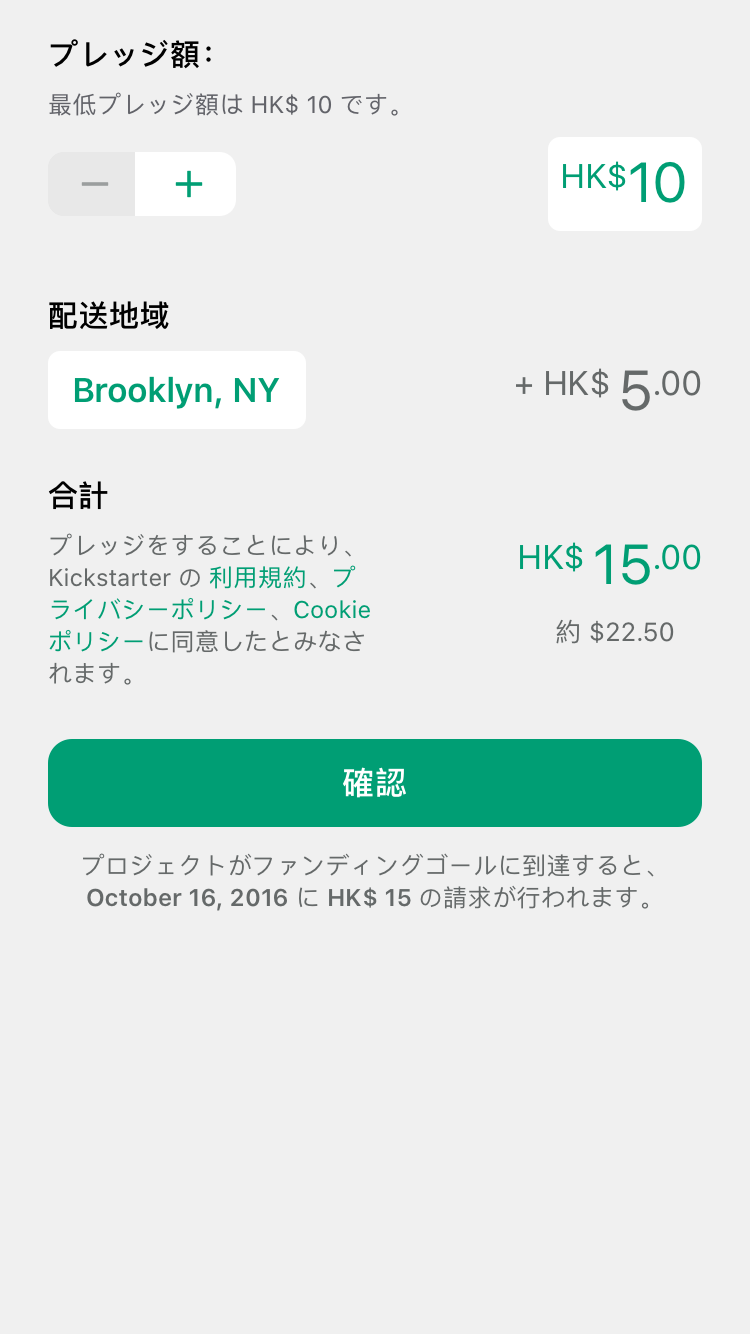 プレッジ額：
最低プレッジ額は HK$ 10 です。
− +
HK$10
配送地域
Brooklyn, NY
+ HK$ 5.00
合計
プレッジをすることにより、
Kickstarter の 利用規約、プ
ライバシーポリシー、Cookie
ポリシーに同意したとみなさ
れます。
HK$ 15.00
約 $22.50
確認
プロジェクトがファンディングゴールに到達すると、
October 16, 2016 に HK$ 15 の請求が行われます。